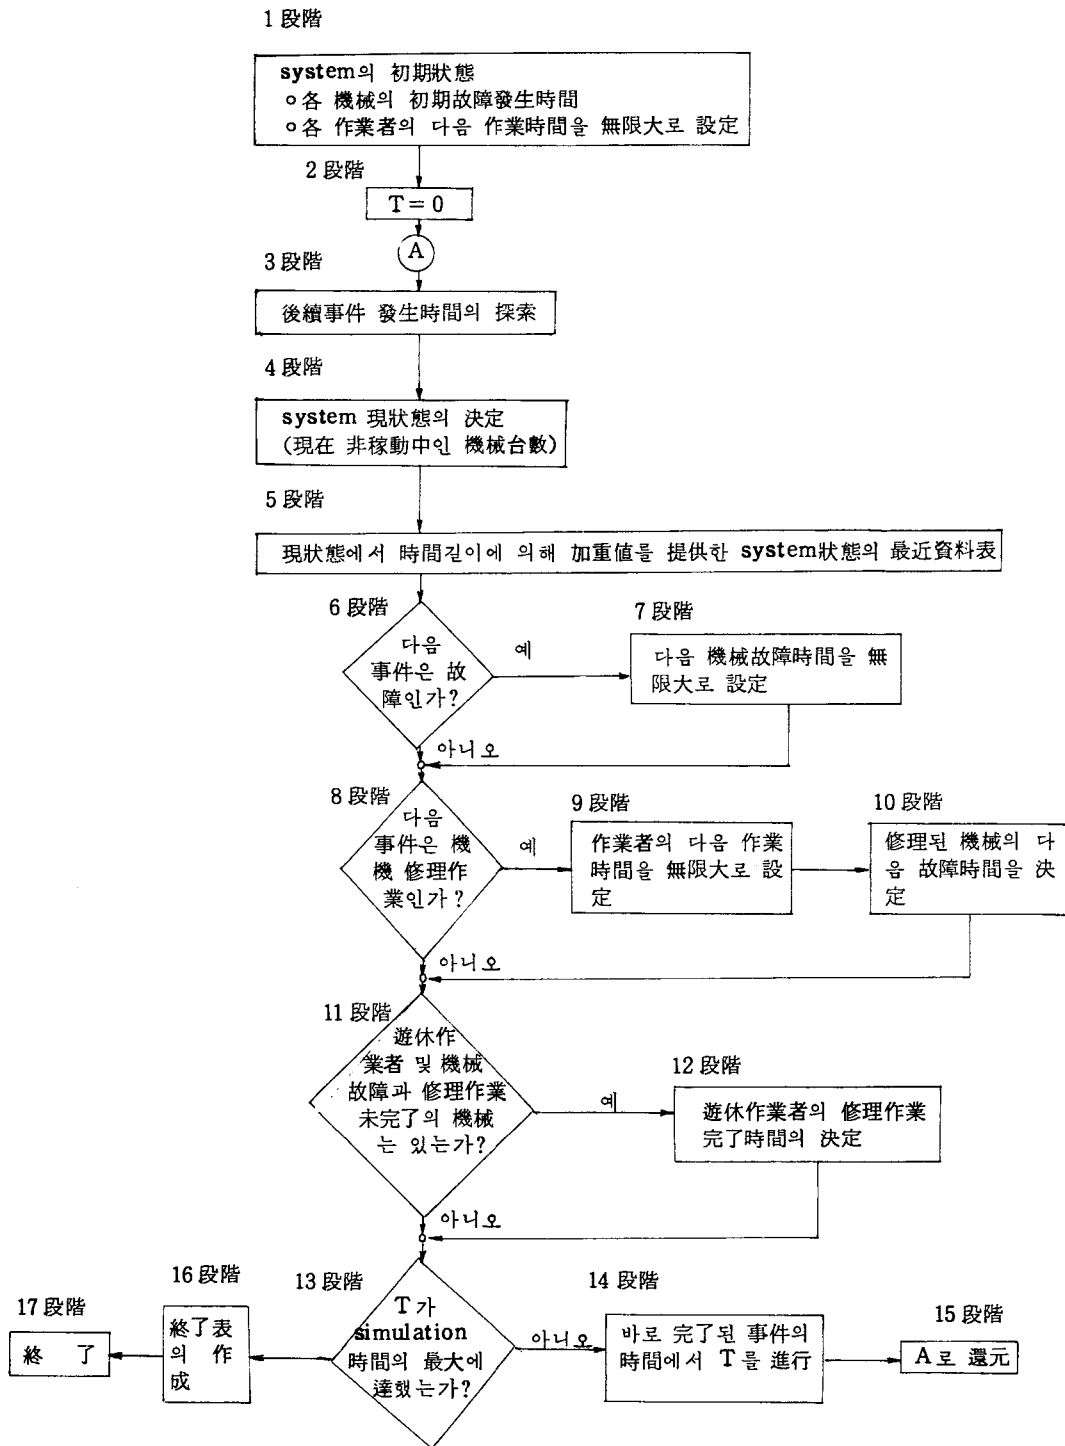 1 段階
system의 初期狀態
○各 機械의 初期故障發生時間
○各 作業者의 다음 作業時間을 無限大로 設定
2 段階
T = 0
A
3 段階
後續事件 發生時間의 探索
4 段階
system 現狀態의 決定
(現在 非稼動中인 機械台數)
5 段階
現狀態에서 時間길이에 의해 加重値를 提供한 system狀態의 最近資料表
6 段階
다음
事件은 故
障인가?
예
7 段階
다음 機械故障時間을 無
限大로 設定
아니오
8 段階
다음
事件은 機
機 修理作
業인가?
예
9 段階
作業者의 다음 作業
時間을 無限大로 設
定
10 段階
修理된 機械의 다
음 故障時間을 決
定
아니오
11 段階
遊休作
業者 및 機械
故障과 修理作業
未完了의 機械
는 있는가?
예
12 段階
遊休作業者의 修理作業
完了時間의 決定
아니오
13 段階
T가
simulation
時間의 最大에
達했는가?
아니오
14 段階
바로 完了된 事件의
時間에서 T를 進行
15 段階
A로 還元
16 段階
終了表
의 作
成
17 段階
終 了